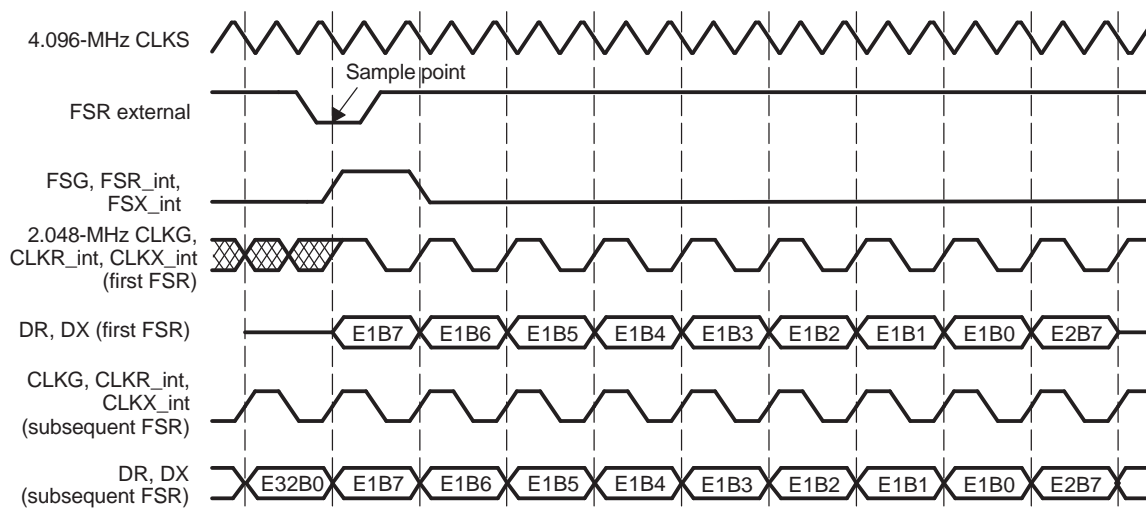 4.096-MHz CLKS
Sample point
FSR external
FSG, FSR_int,
FSX_int
2.048-MHz CLKG,
CLKR_int, CLKX_int
(first FSR)
DR, DX (first FSR)
E1B7 E1B6 E1B5 E1B4 E1B3 E1B2 E1B1 E1B0 E2B7
CLKG, CLKR_int,
CLKX_int
(subsequent FSR)
DR, DX
(subsequent FSR)
E32B0 E1B7 E1B6 E1B5 E1B4 E1B3 E1B2 E1B1 E1B0 E2B7